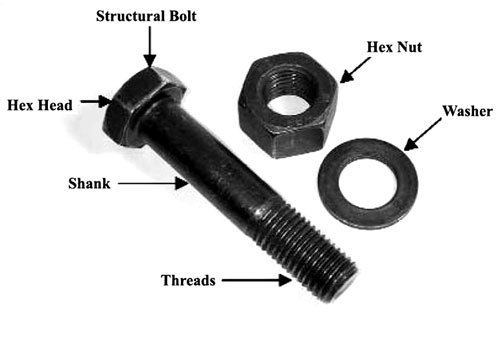 Structural Bolt
Hex Nut
Hex Head
Washer
Shank
Threads